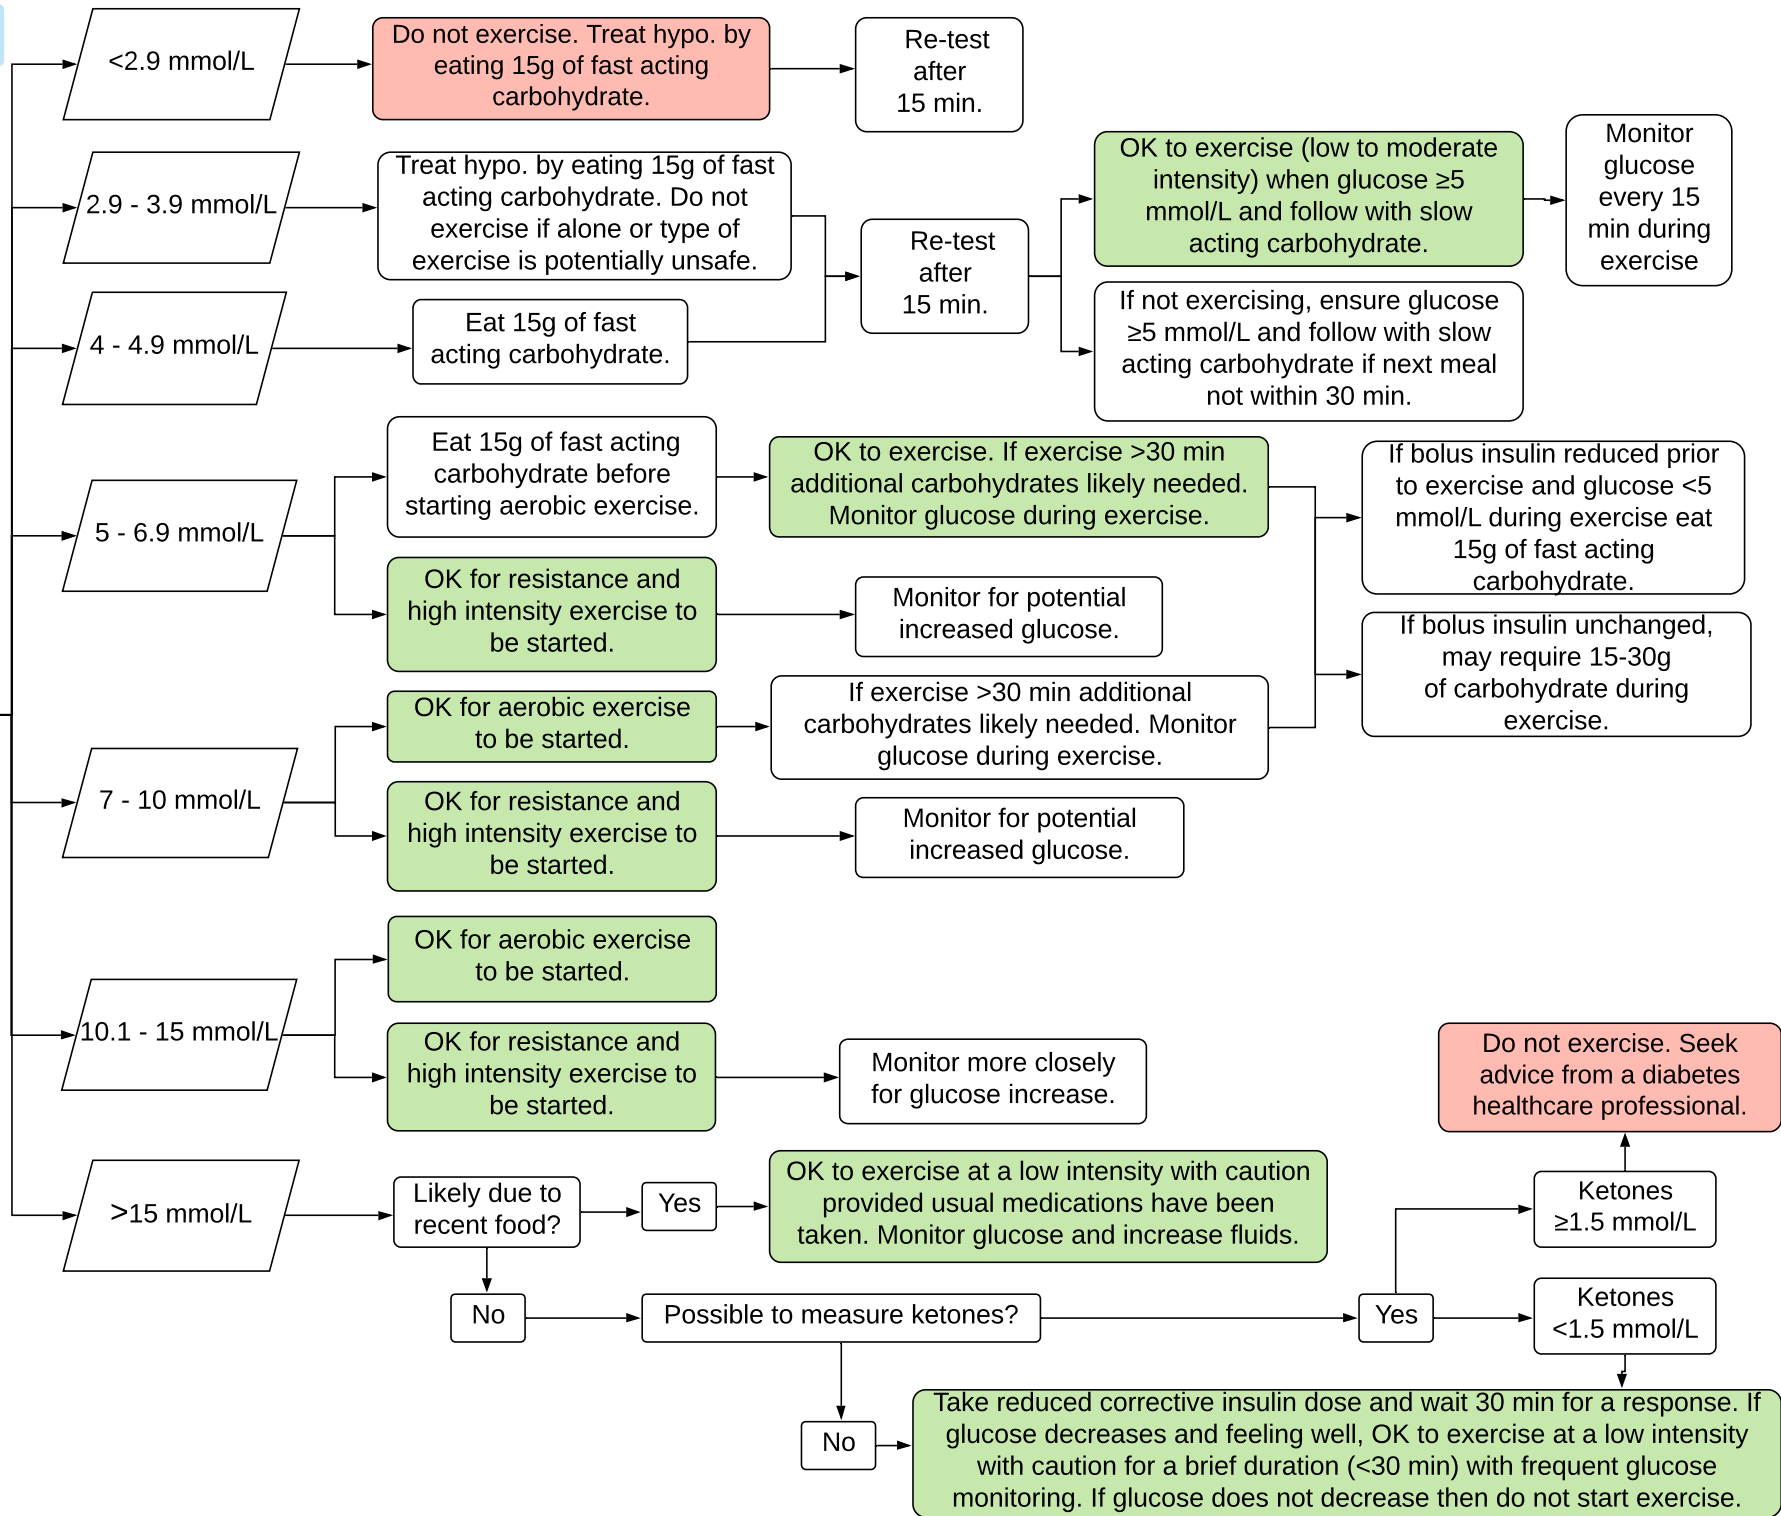 <2.9 mmol/L
Do not exercise. Treat hypo. by
eating 15g of fast acting
carbohydrate.
Re-test
after
15 min.
2.9 - 3.9 mmol/L
Treat hypo. by eating 15g of fast
acting carbohydrate. Do not
exercise if alone or type of
exercise is potentially unsafe.
4 - 4.9 mmol/L
Eat 15g of fast
acting carbohydrate.
Re-test
after
15 min.
OK to exercise (low to moderate
intensity) when glucose ≥5
mmol/L and follow with slow
acting carbohydrate.
Monitor
glucose
every 15
min during
exercise
If not exercising, ensure glucose
≥5 mmol/L and follow with slow
acting carbohydrate if next meal
not within 30 min.
5 - 6.9 mmol/L
Eat 15g of fast acting
carbohydrate before
starting aerobic exercise.
OK to exercise. If exercise >30 min
additional carbohydrates likely needed.
Monitor glucose during exercise.
If bolus insulin reduced prior
to exercise and glucose <5
mmol/L during exercise eat
15g of fast acting
carbohydrate.
OK for resistance and
high intensity exercise to
be started.
Monitor for potential
increased glucose.
If bolus insulin unchanged,
may require 15-30g
of carbohydrate during
exercise.
7 - 10 mmol/L
OK for aerobic exercise
to be started.
If exercise >30 min additional
carbohydrates likely needed. Monitor
glucose during exercise.
OK for resistance and
high intensity exercise to
be started.
Monitor for potential
increased glucose.
10.1 - 15 mmol/L
OK for aerobic exercise
to be started.
OK for resistance and
high intensity exercise to
be started.
Monitor more closely
for glucose increase.
>15 mmol/L
Likely due to
recent food?
Yes
OK to exercise at a low intensity with caution
provided usual medications have been
taken. Monitor glucose and increase fluids.
No
Possible to measure ketones?
Yes
Ketones
≥1.5 mmol/L
Do not exercise. Seek
advice from a diabetes
healthcare professional.
Ketones
<1.5 mmol/L
No
Take reduced corrective insulin dose and wait 30 min for a response. If
glucose decreases and feeling well, OK to exercise at a low intensity
with caution for a brief duration (<30 min) with frequent glucose
monitoring. If glucose does not decrease then do not start exercise.